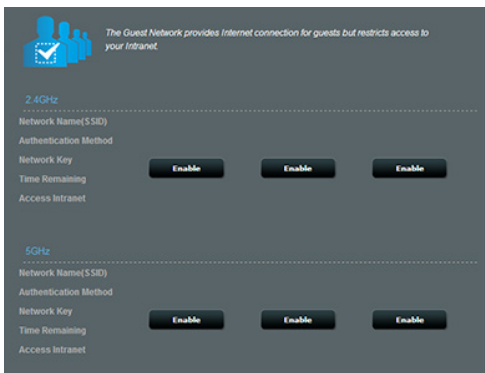 The Guest Network provides Internet connection for guests but restricts access to
your Intranet.
2.4GHz
Network Name(SSID)
Authentication Method
Network Key
Time Remaining
Access Intranet
Enable Enable Enable
5GHz
Network Name(SSID)
Authentication Method
Network Key
Time Remaining
Access Intranet
Enable Enable Enable